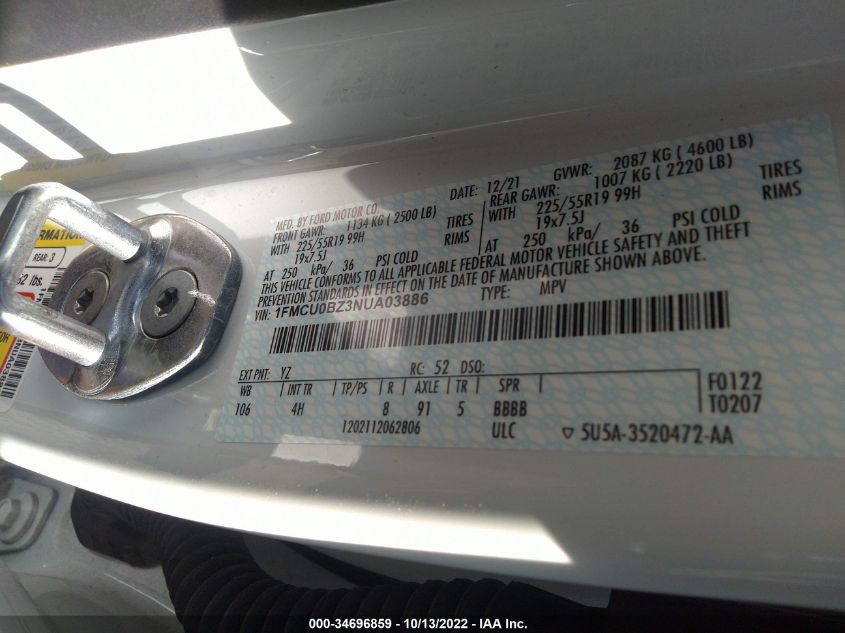 MFD. BY FORD MOTOR CO.
DATE: 12/21 GVWR: 2087 KG ( 4600 LB)
FRONT GAWR: 1134 KG ( 2500 LB) REAR GAWR: 1007 KG ( 2220 LB)
WITH 225/55R19 99H TIRES WITH 225/55R19 99H TIRES
19x7.5J RIMS 19x7.5J RIMS
AT 250 kPa/ 36 PSI COLD AT 250 kPa/ 36 PSI COLD
THIS VEHICLE CONFORMS TO ALL APPLICABLE FEDERAL MOTOR VEHICLE SAFETY AND THEFT
PREVENTION STANDARDS IN EFFECT ON THE DATE OF MANUFACTURE SHOWN ABOVE.
VIN: 1FMCU0BZ3NUA03886 TYPE: MPV
EXT PNT: YZ RC: 52 DSO:
WB INT TR TP/PS R AXLE TR SPR F0122
106 4H 8 91 5 BBBB T0207
1202112062806 ULC 5U5A-3520472-AA
REAR: 3
000-34696859 - 10/13/2022 - IAA Inc.